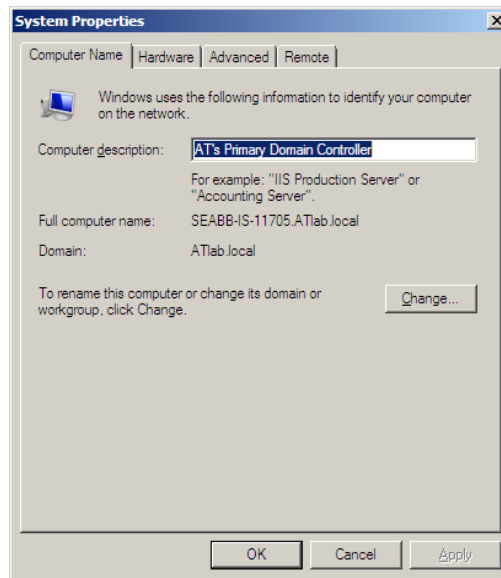 System Properties
Computer Name Hardware Advanced Remote
Windows uses the following information to identify your computer
on the network.
Computer description: AT's Primary Domain Controller
For example: "IIS Production Server" or
"Accounting Server".
Full computer name: SEABB-IS-11705.ATlab.local
Domain: ATlab.local
To rename this computer or change its domain or
workgroup, click Change. Change...
OK Cancel Apply